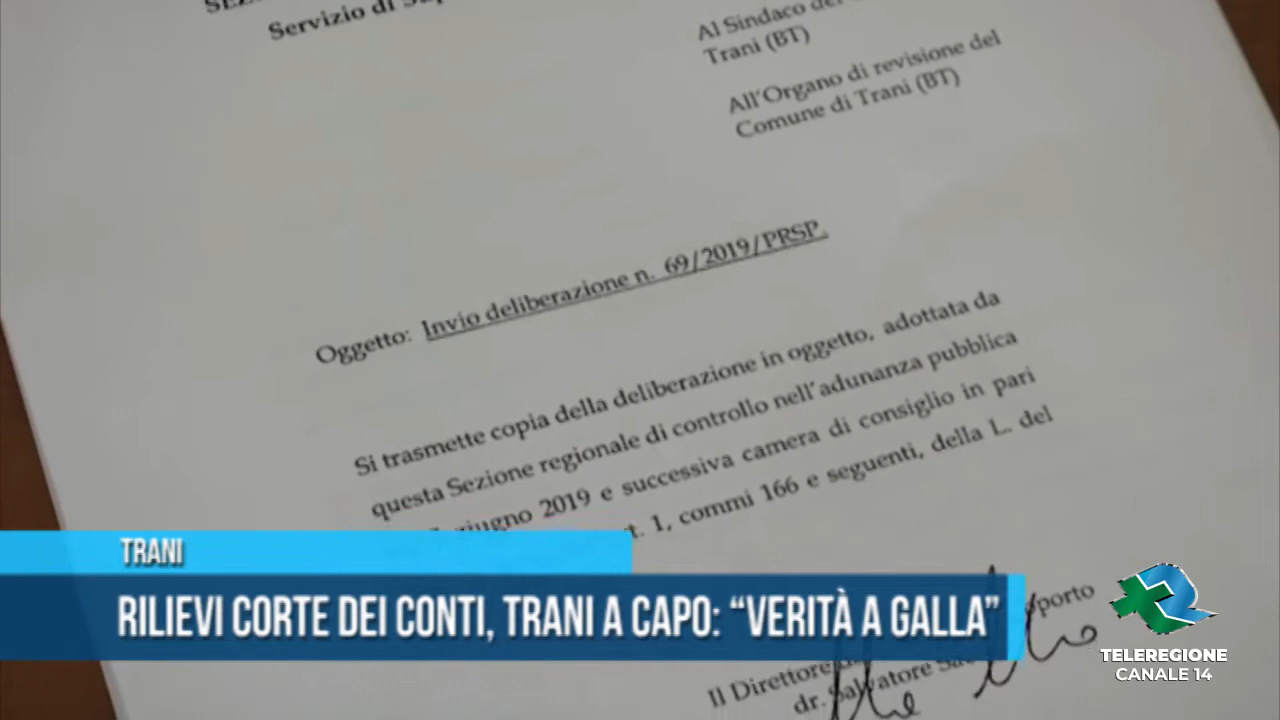 Servizio di
Al Sindaco del
Trani (BT)
All'Organo di revisione del
Comune di Trani (BT)
Oggetto: Invio deliberazione n. 69/2019/PRSP.
Si trasmette copia della deliberazione in oggetto, adottata da
questa Sezione regionale di controllo nell'adunanza pubblica
giugno 2019 e successiva camera di consiglio in pari
1, commi 166 e seguenti, della L. del
Il Direttore
dr. Salvatore
TRANI
RILIEVI CORTE DEI CONTI, TRANI A CAPO: “VERITÀ A GALLA”
TELEREGIONE
CANALE 14